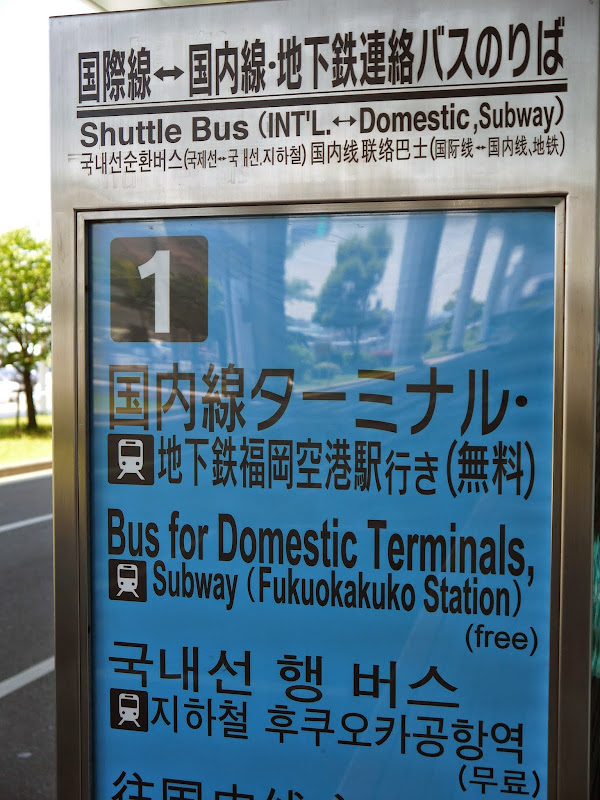 国際線↔国内線・地下鉄連絡バスのりば
Shuttle Bus (INT'L.↔Domestic,Subway)
국내선순환버스(국제선↔국내선.지하철) 国内线联络巴士(国际线↔国内线、地铁)
1
国内線ターミナル・
地下鉄福岡空港駅行き(無料)
Bus for Domestic Terminals,
Subway (Fukuokakuko Station)
(free)
국내선 행 버스
지하철 후쿠오카공항역
(무료)
往国内线